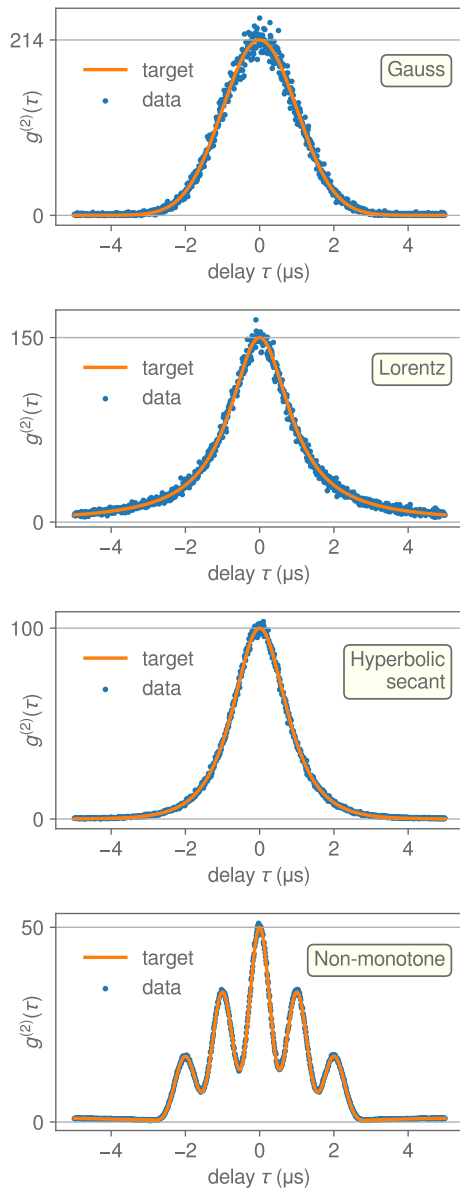 214
target
data
Gauss
g⁽²⁾(τ)
0
−4 −2 0 2 4
delay τ (µs)
150
target
data
Lorentz
g⁽²⁾(τ)
0
−4 −2 0 2 4
delay τ (µs)
100
target
data
Hyperbolic
secant
g⁽²⁾(τ)
0
−4 −2 0 2 4
delay τ (µs)
50
target
data
Non-monotone
g⁽²⁾(τ)
0
−4 −2 0 2 4
delay τ (µs)